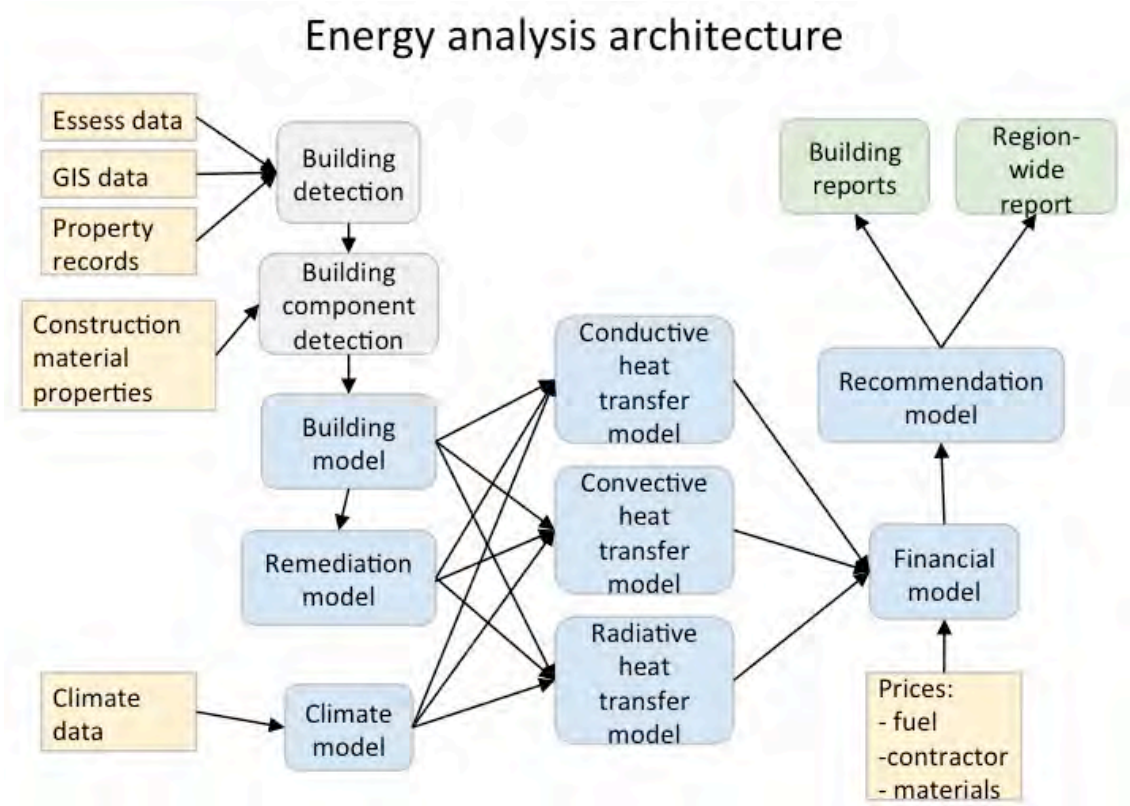 Energy analysis architecture
Essess data
GIS data
Property
records
Construction
material
properties
Building
detection
Building
component
detection
Building
model
Remediation
model
Climate
data
Climate
model
Conductive
heat
transfer
model
Convective
heat
transfer
model
Radiative
heat
transfer
model
Building
reports
Region-
wide
report
Recommendation
model
Financial
model
Prices:
- fuel
-contractor
- materials